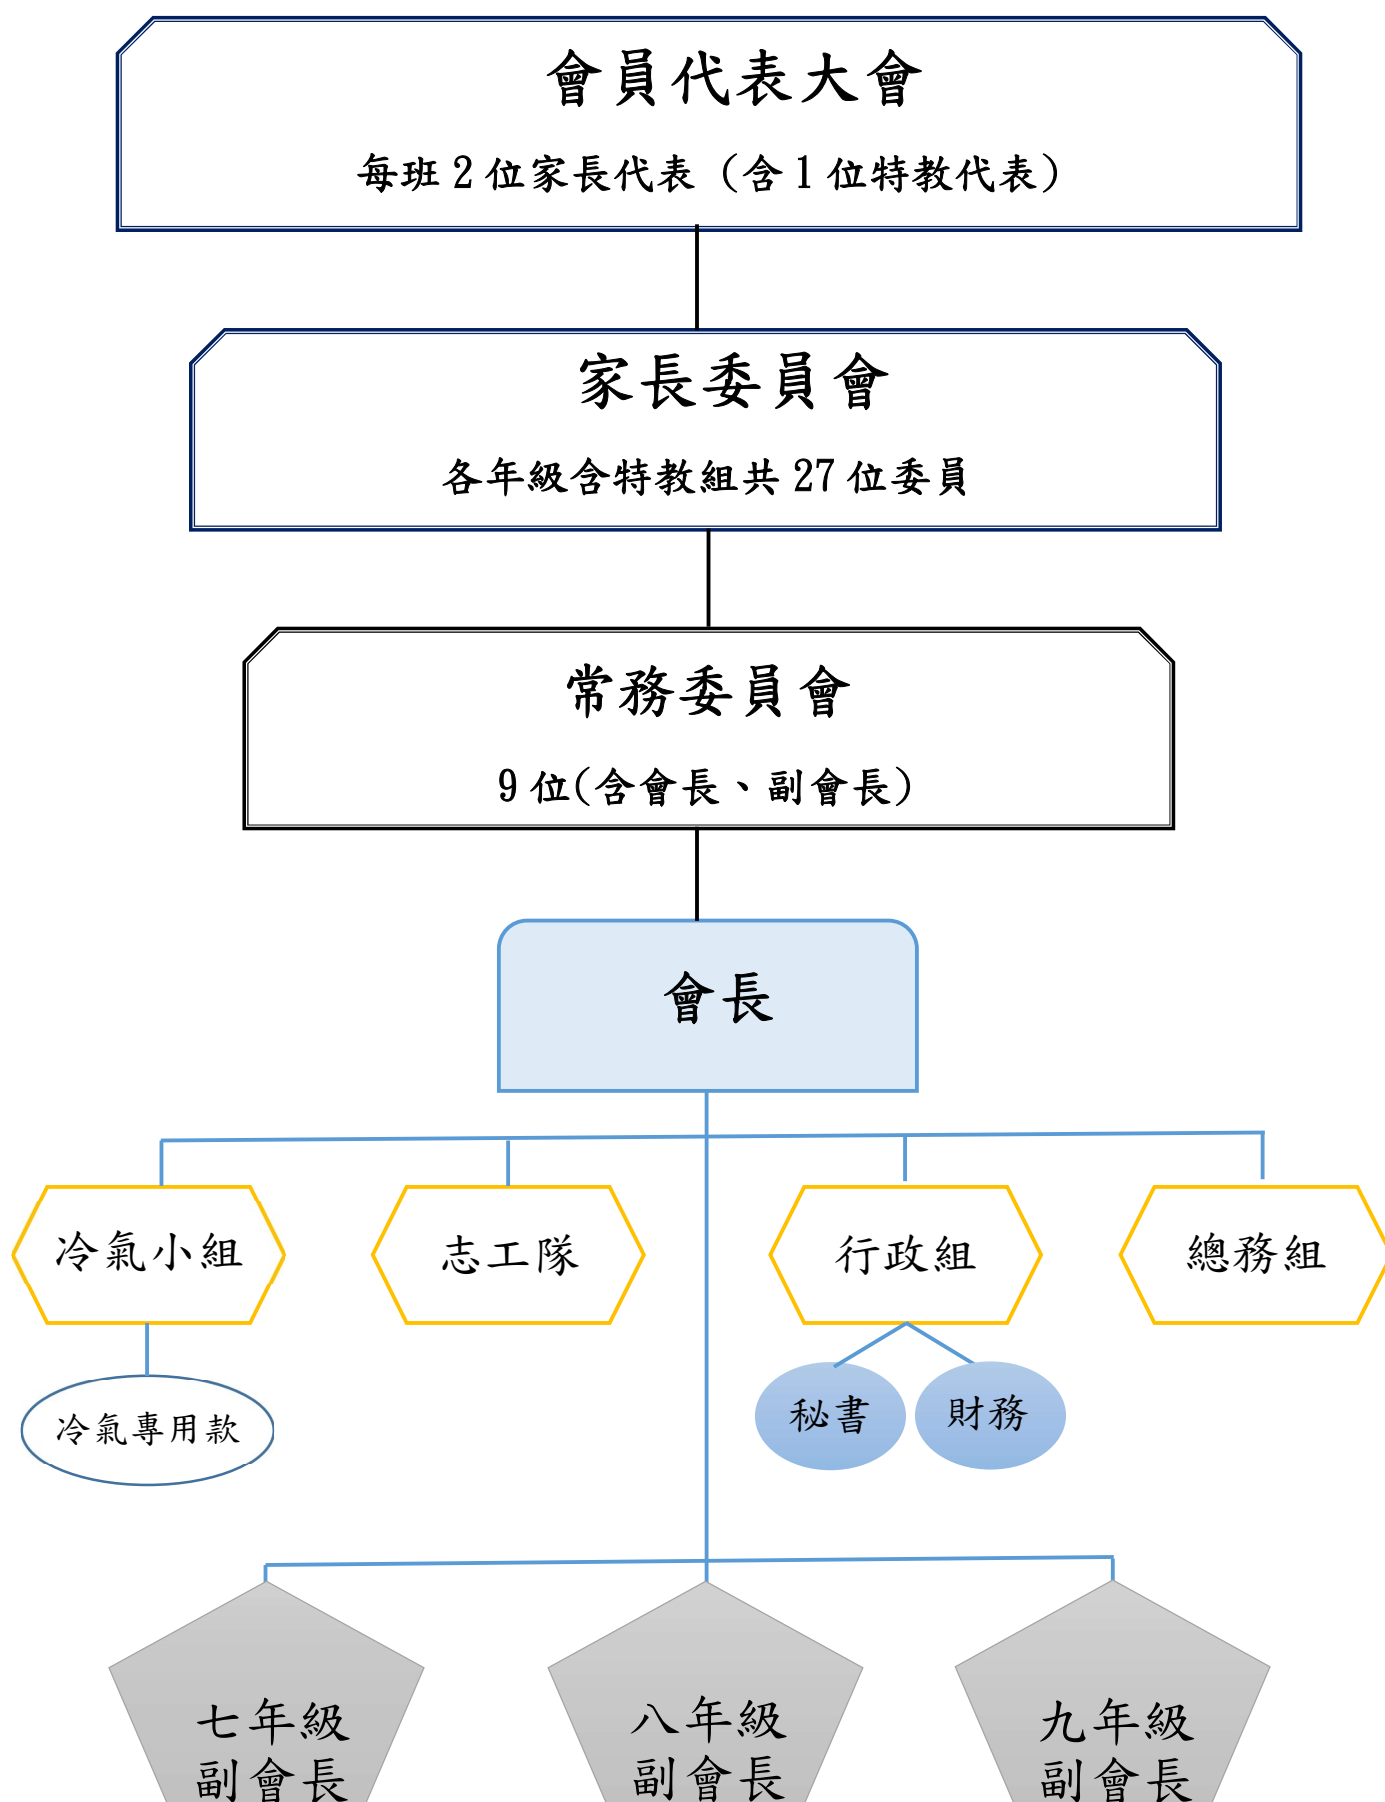 會員代表大會
每班 2 位家長代表（含 1 位特教代表）
家長委員會
各年級含特教組共 27 位委員
常務委員會
9 位(含會長、副會長)
會長
冷氣小組
志工隊
行政組
總務組
冷氣專用款
秘書
財務
七年級
副會長
八年級
副會長
九年級
副會長